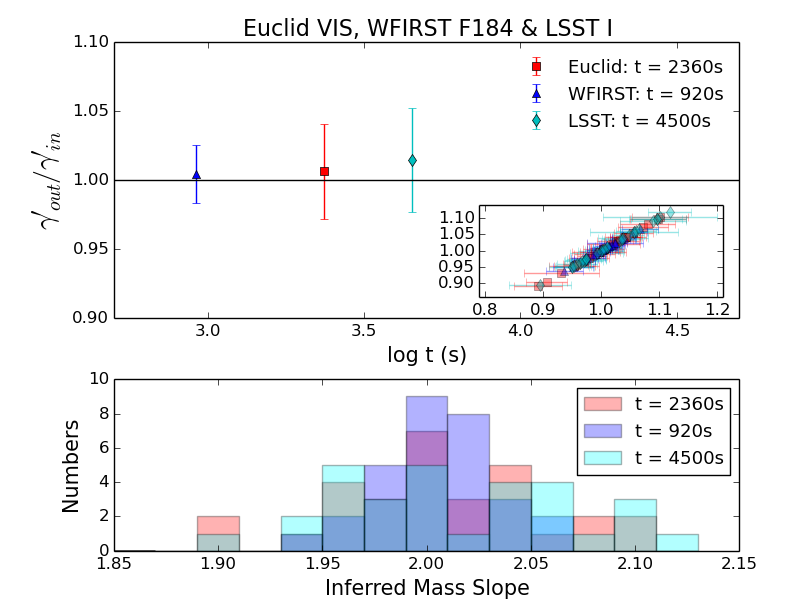 Euclid VIS, WFIRST F184 & LSST I
1.10
1.05
1.00
0.95
0.90
γ′out/γ′in
Euclid: t = 2360s
WFIRST: t = 920s
LSST: t = 4500s
1.10
1.05
1.00
0.95
0.90
0.8 0.9 1.0 1.1 1.2
3.0 3.5 4.0 4.5
log t (s)
10
8
6
4
2
0
Numbers
t = 2360s
t = 920s
t = 4500s
1.85 1.90 1.95 2.00 2.05 2.10 2.15
Inferred Mass Slope